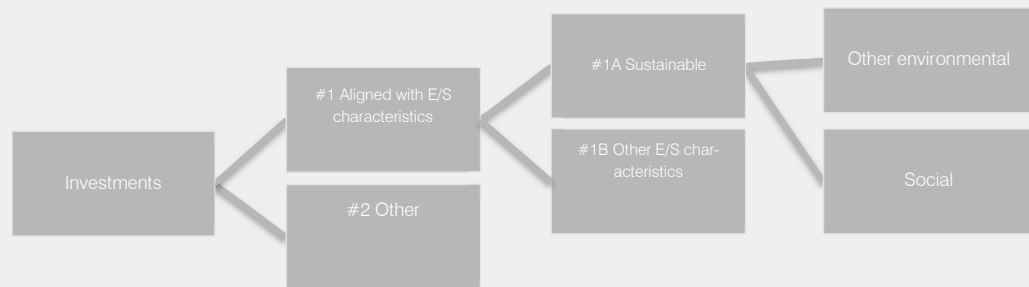 Investments
#1 Aligned with E/S
characteristics
#2 Other
#1A Sustainable
#1B Other E/S char-
acteristics
Other environmental
Social